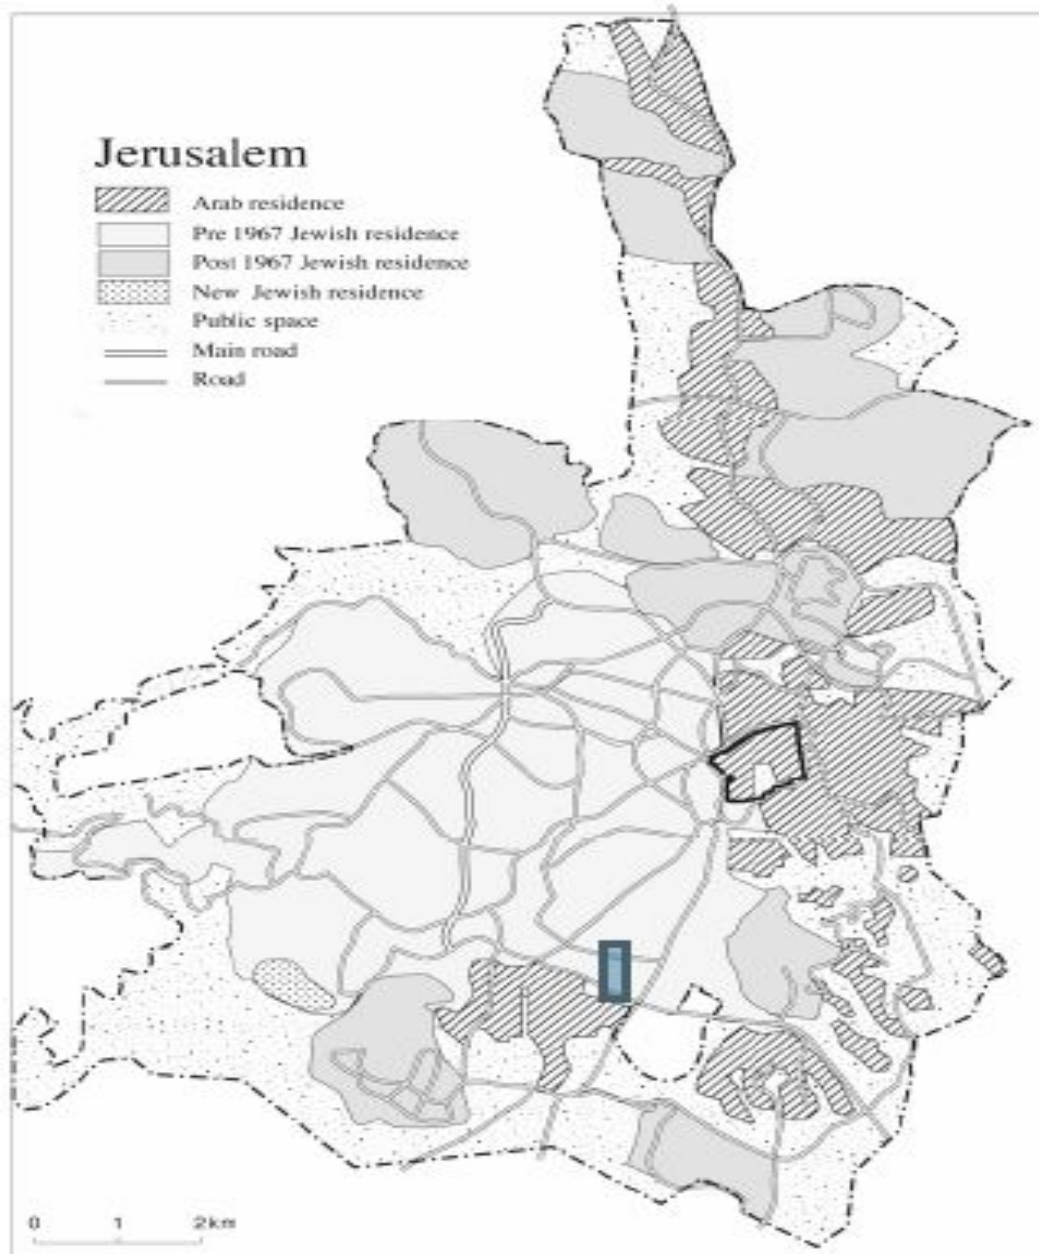 Jerusalem
Arab residence
Pre 1967 Jewish residence
Post 1967 Jewish residence
New Jewish residence
Public space
Main road
Road
0 1 2km